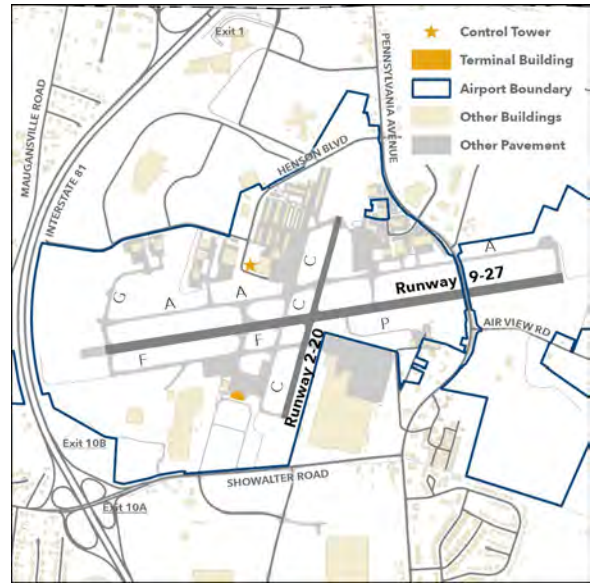 Exit 1
Control Tower
Terminal Building
Airport Boundary
Other Buildings
Other Pavement
PENNSYLVANIA AVENUE
MAUGANSVILLE ROAD
INTERSTATE 81
HENSON BLVD
G
A
A
C
C
A
Runway 9-27
F
F
P
AIR VIEW RD
C
Runway 2-20
Exit 10B
SHOWALTER ROAD
Exit 10A